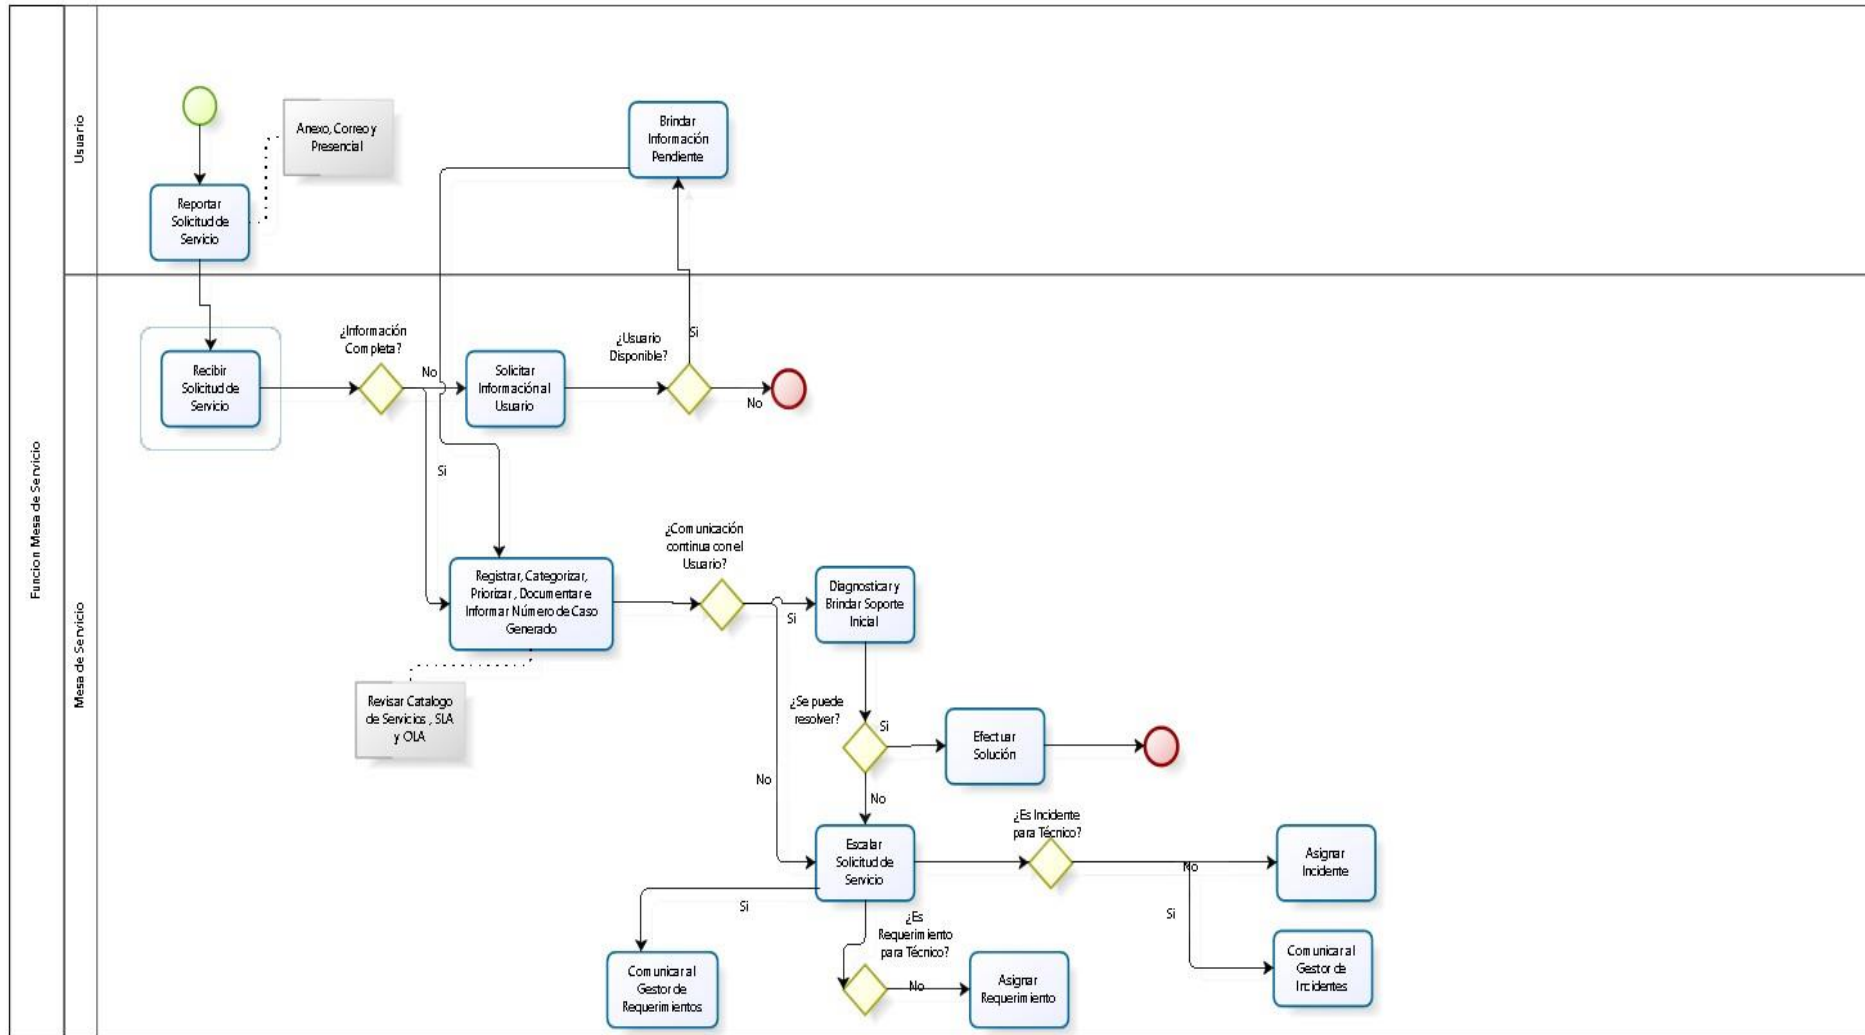 Funcion Mesa de Servicio
Usuario
Anexo, Correo y
Presencial
Reportar
Solicitud de
Servicio
Brindar
Información
Pendiente
Mesa de Servicio
Recibir
Solicitud de
Servicio
¿Información
Completa?
No
Si
Solicitar
Información al
Usuario
¿Usuario
Disponible?
Si
No
Registrar, Categorizar,
Priorizar , Documentar e
Informar Número de Caso
Generado
Revisar Catalogo
de Servicios , SLA
y OLA
¿Comunicación
continua con el
Usuario?
Si
No
Diagnosticar y
Brindar Soporte
Inicial
¿Se puede
resolver?
Si
No
Efectuar
Solución
Escalar
Solicitud de
Servicio
¿Es Incidente
para Técnico?
No
Si
Asignar
Incidente
Comunicar al
Gestor de
Incidentes
Si
¿Es
Requerimiento
para Técnico?
No
Comunicar al
Gestor de
Requerimientos
Asignar
Requerimiento